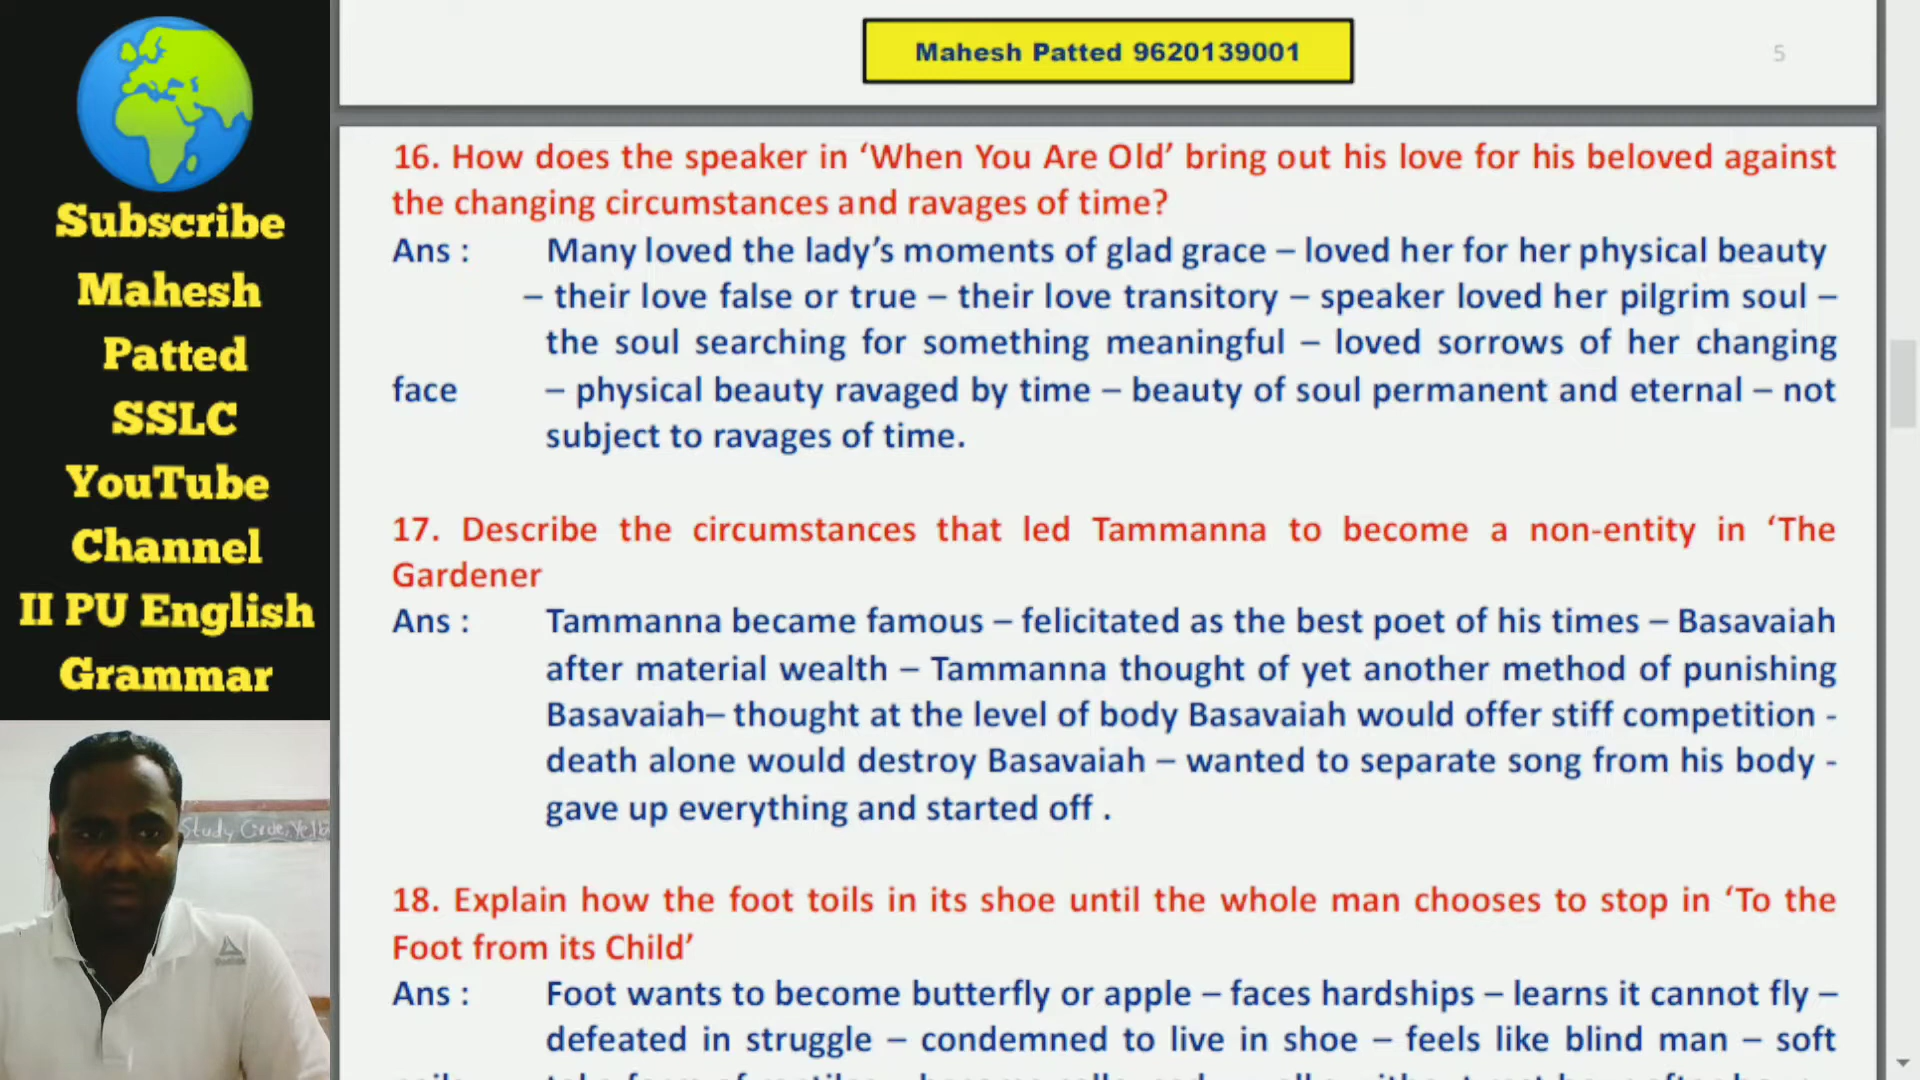 Mahesh Patted 9620139001
5
Subscribe
Mahesh
Patted
SSLC
YouTube
Channel
II PU English
Grammar
16. How does the speaker in ‘When You Are Old’ bring out his love for his beloved against
the changing circumstances and ravages of time?
Ans : Many loved the lady’s moments of glad grace – loved her for her physical beauty
– their love false or true – their love transitory – speaker loved her pilgrim soul –
the soul searching for something meaningful – loved sorrows of her changing
face – physical beauty ravaged by time – beauty of soul permanent and eternal – not
subject to ravages of time.
17. Describe the circumstances that led Tammanna to become a non-entity in ‘The
Gardener
Ans : Tammanna became famous – felicitated as the best poet of his times – Basavaiah
after material wealth – Tammanna thought of yet another method of punishing
Basavaiah– thought at the level of body Basavaiah would offer stiff competition -
death alone would destroy Basavaiah – wanted to separate song from his body -
gave up everything and started off .
18. Explain how the foot toils in its shoe until the whole man chooses to stop in ‘To the
Foot from its Child’
Ans : Foot wants to become butterfly or apple – faces hardships – learns it cannot fly –
defeated in struggle – condemned to live in shoe – feels like blind man – soft
Study